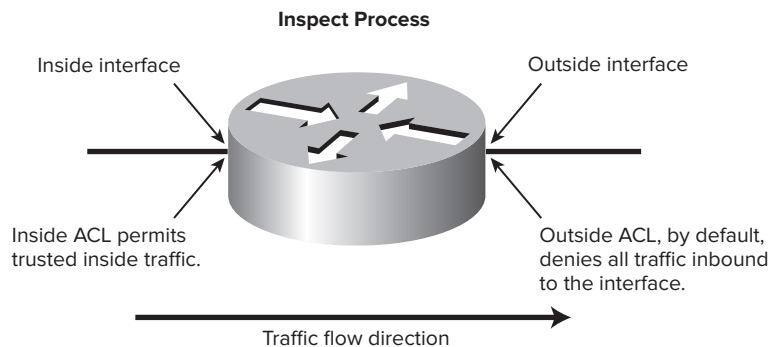 Inspect Process
Inside interface
Outside interface
Inside ACL permits
trusted inside traffic.
Outside ACL, by default,
denies all traffic inbound
to the interface.
Traffic flow direction